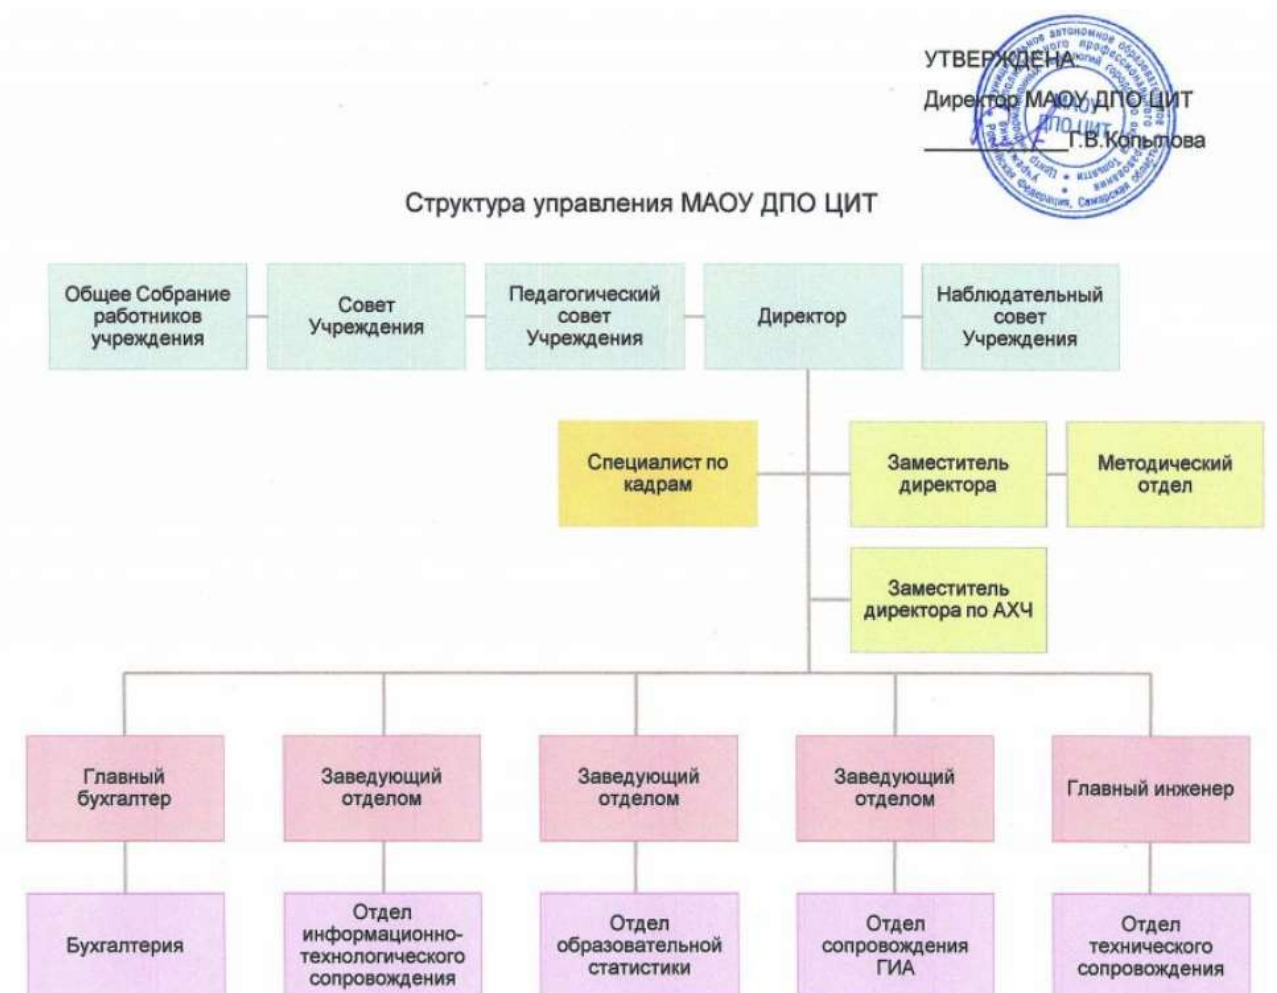 УТВЕРЖДЕНА:
Директор МАОУ ДПО ЦИТ
Г.В.Копылова
МАОУ
ДПО ЦИТ
Структура управления МАОУ ДПО ЦИТ
Общее Собрание
работников
учреждения
Совет
Учреждения
Педагогический
совет
Учреждения
Директор
Наблюдательный
совет
Учреждения
Специалист по
кадрам
Заместитель
директора
Методический
отдел
Заместитель
директора по АХЧ
Главный
бухгалтер
Заведующий
отделом
Заведующий
отделом
Заведующий
отделом
Главный инженер
Бухгалтерия
Отдел
информационно-
технологического
сопровождения
Отдел
образовательной
статистики
Отдел
сопровождения
ГИА
Отдел
технического
сопровождения